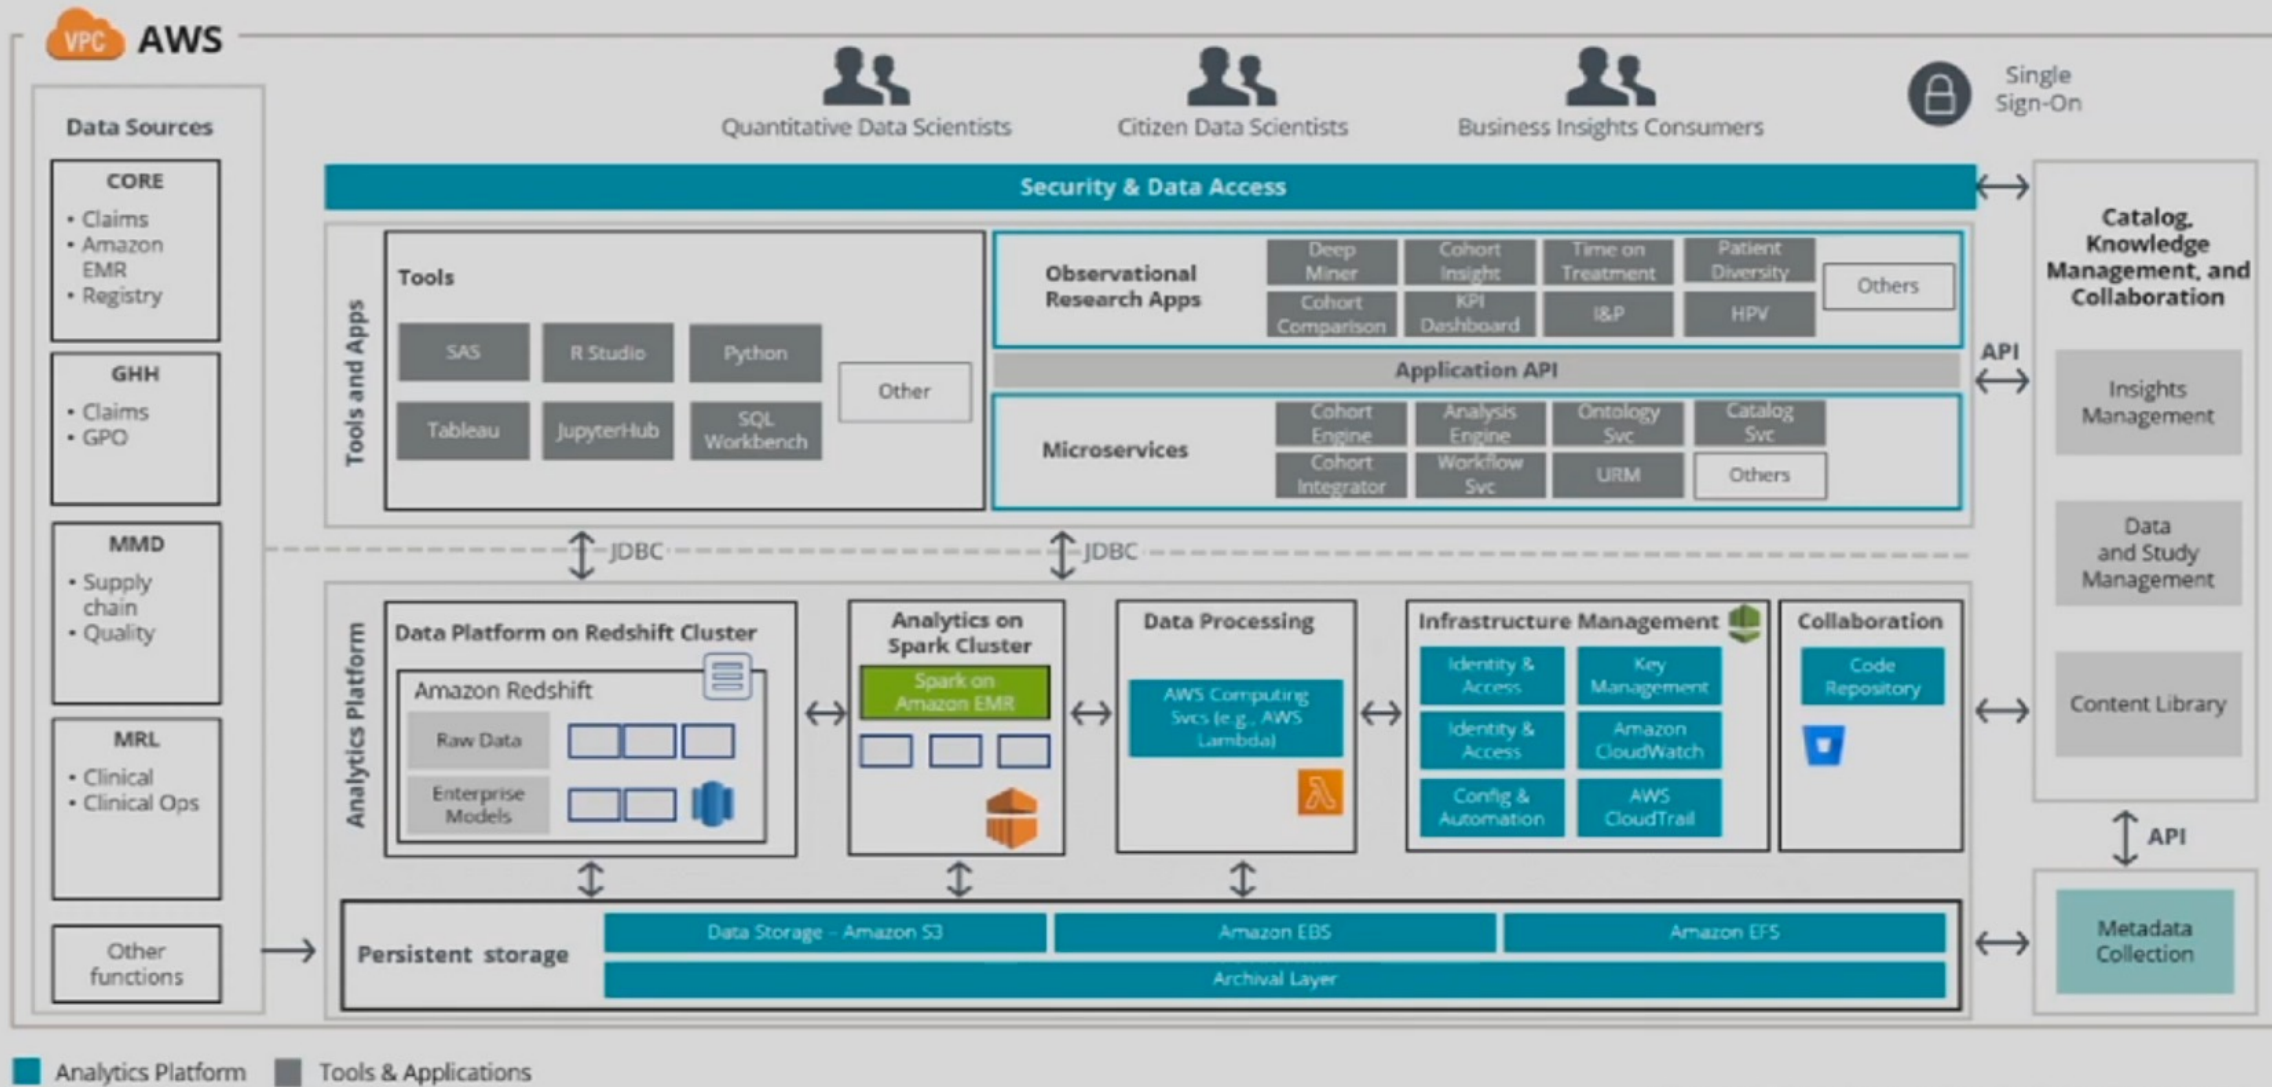 VPC
AWS
Quantitative Data Scientists
Citizen Data Scientists
Business Insights Consumers
Single
Sign-On
Data Sources
CORE
• Claims
• Amazon
EMR
• Registry
GHH
• Claims
• GPO
MMD
• Supply
chain
• Quality
MRL
• Clinical
• Clinical Ops
Other
functions
Security & Data Access
Tools and Apps
Tools
SAS
R Studio
Python
Tableau
JupyterHub
SQL
Workbench
Other
Observational
Research Apps
Deep
Miner
Cohort
Insight
Time on
Treatment
Patient
Diversity
Cohort
Comparison
KPI
Dashboard
I&P
HPV
Others
Application API
Microservices
Cohort
Engine
Analysis
Engine
Ontology
Svc
Catalog
Svc
Cohort
Integrator
Workflow
Svc
URM
Others
JDBC
JDBC
Analytics Platform
Data Platform on Redshift Cluster
Amazon Redshift
Raw Data
Enterprise
Models
Analytics on
Spark Cluster
Spark on
Amazon EMR
Data Processing
AWS Computing
Svcs (e.g., AWS
Lambda)
Infrastructure Management
Identity &
Access
Key
Management
Identity &
Access
Amazon
CloudWatch
Config &
Automation
AWS
CloudTrail
Collaboration
Code
Repository
Persistent storage
Data Storage – Amazon S3
Amazon EBS
Amazon EFS
Archival Layer
API
Catalog,
Knowledge
Management, and
Collaboration
Insights
Management
Data
and Study
Management
Content Library
API
Metadata
Collection
Analytics Platform
Tools & Applications